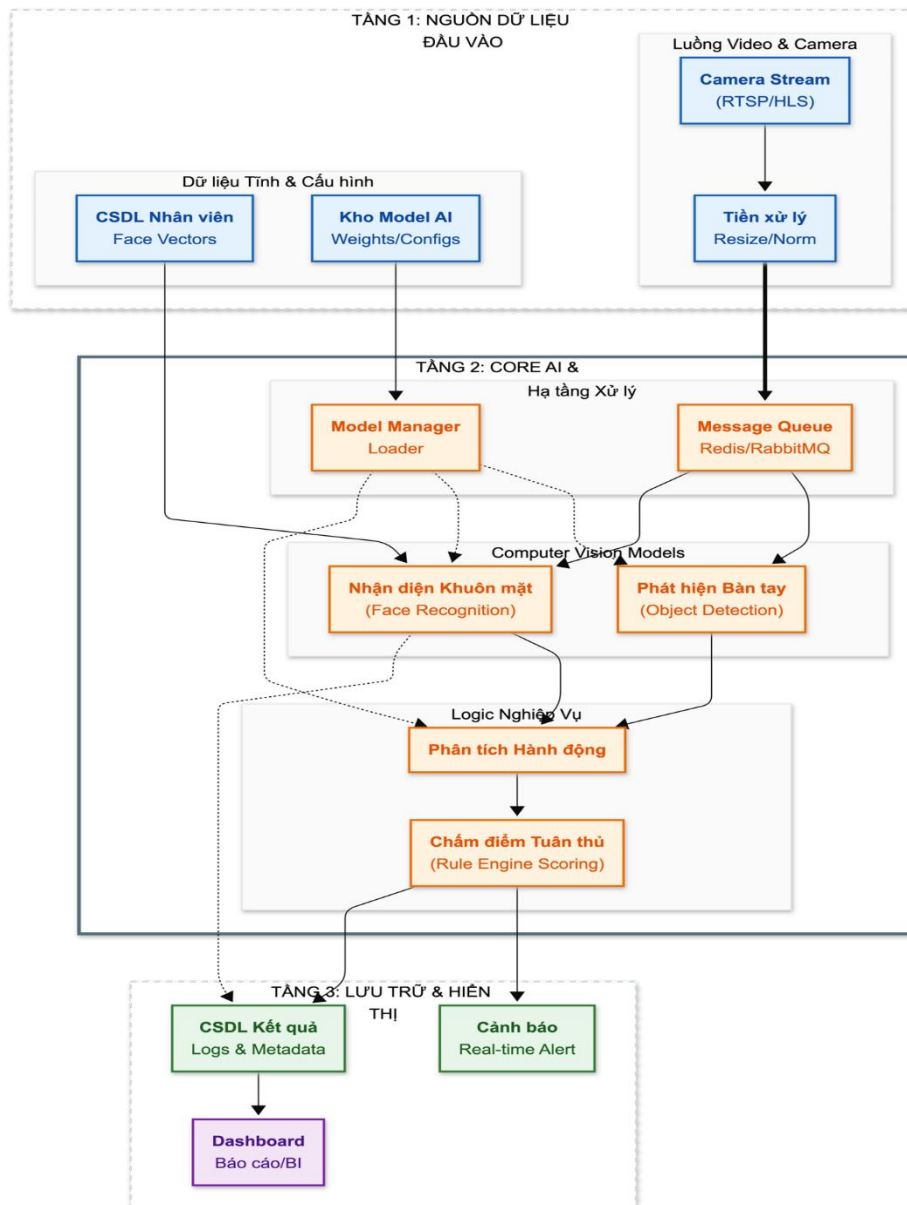 TẦNG 1: NGUỒN DỮ LIỆU
ĐẦU VÀO
Luồng Video & Camera
Camera Stream
(RTSP/HLS)
Dữ liệu Tĩnh & Cấu hình
CSDL Nhân viên
Face Vectors
Kho Model AI
Weights/Configs
Tiền xử lý
Resize/Norm
TẦNG 2: CORE AI &
Hạ tầng Xử lý
Model Manager
Loader
Message Queue
Redis/RabbitMQ
Computer Vision Models
Nhận diện Khuôn mặt
(Face Recognition)
Phát hiện Bàn tay
(Object Detection)
Logic Nghiệp Vụ
Phân tích Hành động
Chấm điểm Tuân thủ
(Rule Engine Scoring)
TẦNG 3: LƯU TRỮ & HIỂN
THỊ
CSDL Kết quả
Logs & Metadata
Cảnh báo
Real-time Alert
Dashboard
Báo cáo/BI